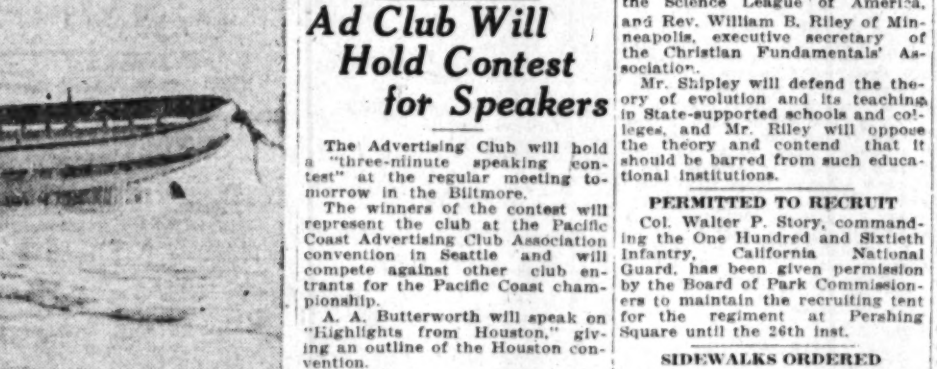 Ad Club Will
Hold Contest
for Speakers
The Advertising Club will hold
a "three-minute speaking con-
test" at the regular meeting to-
morrow in the Biltmore.
The winners of the contest will
represent the club at the Pacific
Coast Advertising Club Association
convention in Seattle and will
compete against other club en-
trants for the Pacific Coast cham-
pionship.
A. A. Butterworth will speak on
"Highlights from Houston," giv-
ing an outline of the Houston con-
vention.
the Science League of America,
and Rev. William B. Riley of Min-
neapolis, executive secretary of
the Christian Fundamentals' As-
sociation.
Mr. Shipley will defend the the-
ory of evolution and its teaching
in State-supported schools and col-
leges, and Mr. Riley will oppose
the theory and contend that it
should be barred from such educa-
tional institutions.
PERMITTED TO RECRUIT
Col. Walter P. Story, command-
ing the One Hundred and Sixtieth
Infantry, California National
Guard, has been given permission
by the Board of Park Commission-
ers to maintain the recruiting tent
for the regiment at Pershing
Square until the 26th inst.
SIDEWALKS ORDERED